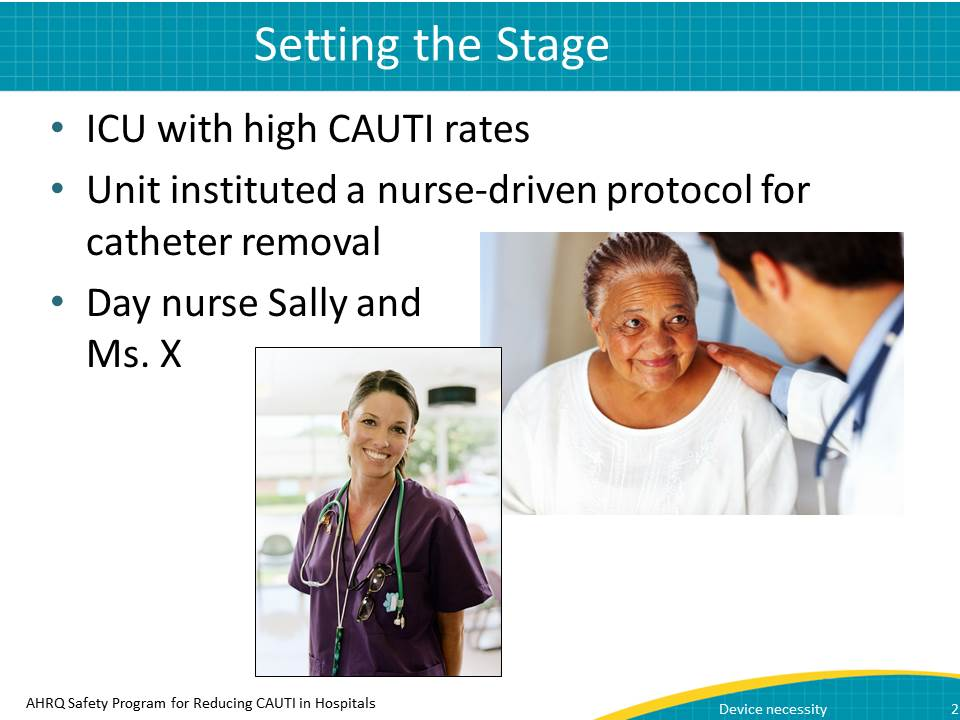 Setting the Stage
• ICU with high CAUTI rates
• Unit instituted a nurse-driven protocol for
catheter removal
• Day nurse Sally and
Ms. X
AHRQ Safety Program for Reducing CAUTI in Hospitals
Device necessity
2